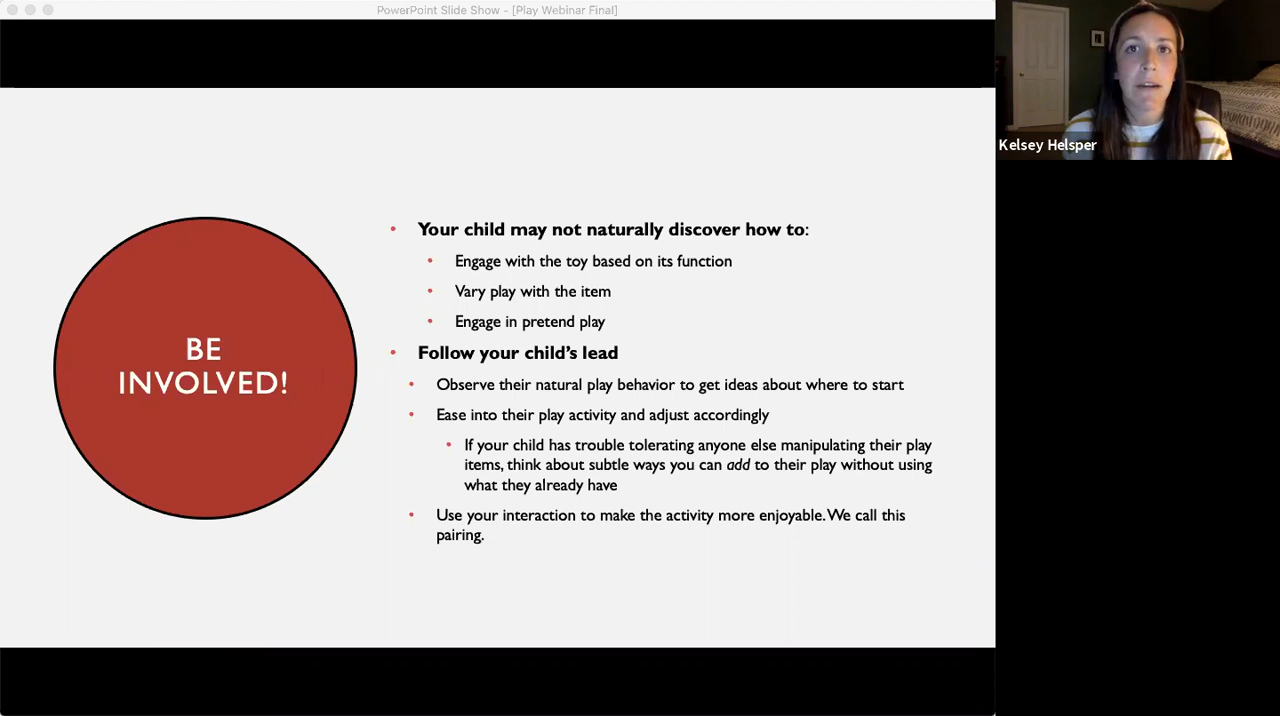 PowerPoint Slide Show - [Play Webinar Final]
Kelsey Helsper
BE
INVOLVED!
• Your child may not naturally discover how to:
• Engage with the toy based on its function
• Vary play with the item
• Engage in pretend play
• Follow your child's lead
• Observe their natural play behavior to get ideas about where to start
• Ease into their play activity and adjust accordingly
• If your child has trouble tolerating anyone else manipulating their play
items, think about subtle ways you can add to their play without using
what they already have
• Use your interaction to make the activity more enjoyable. We call this
pairing.